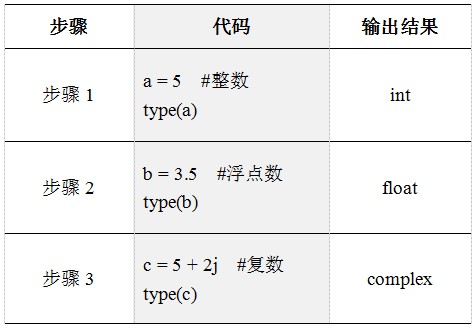 步骤 代码 输出结果
步骤 1 a = 5 #整数 int
type(a)
步骤 2 b = 3.5 #浮点数 float
type(b)
步骤 3 c = 5 + 2j #复数 complex
type(c)